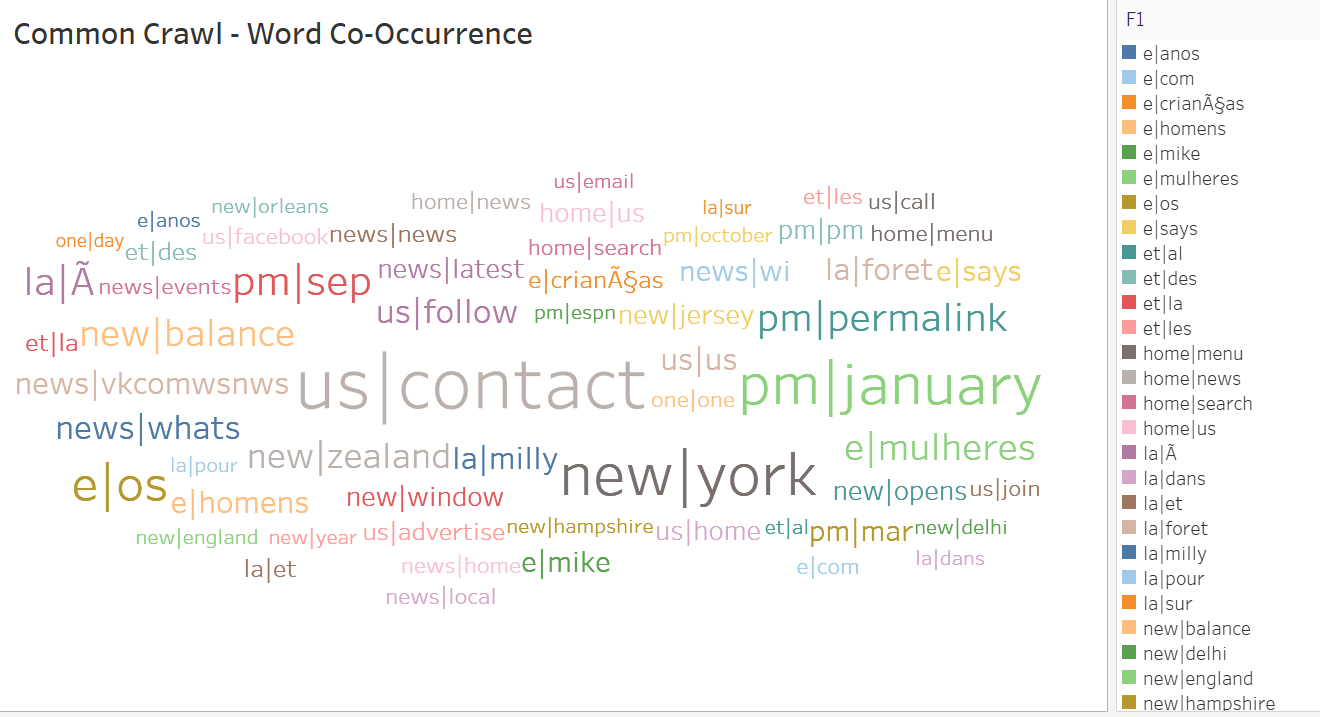 Common Crawl - Word Co-Occurrence
us|email
home|news
et|les
us|call
new|orleans
home|us
la|sur
e|anos
one|day
us|facebook
news|news
pm|october
pm|pm
home|menu
et|des
home|search
la|Ã
news|events
pm|sep
news|latest
e|crianÃ§as
news|wi
la|foret
e|says
us|follow
pm|espn
new|jersey
pm|permalink
et|la
new|balance
us|us
news|vkcomwsnws
us|contact
one|one
pm|january
news|whats
new|zealand
la|milly
e|mulheres
e|os
la|pour
new|york
e|homens
new|window
new|opens
us|join
new|england
new|year
us|advertise
new|hampshire
us|home
et|al
pm|mar
new|delhi
la|et
news|home
e|mike
e|com
la|dans
news|local
F1
e|anos
e|com
e|crianÃ§as
e|homens
e|mike
e|mulheres
e|os
e|says
et|al
et|des
et|la
et|les
home|menu
home|news
home|search
home|us
la|Ã
la|dans
la|et
la|foret
la|milly
la|pour
la|sur
new|balance
new|delhi
new|england
new|hampshire